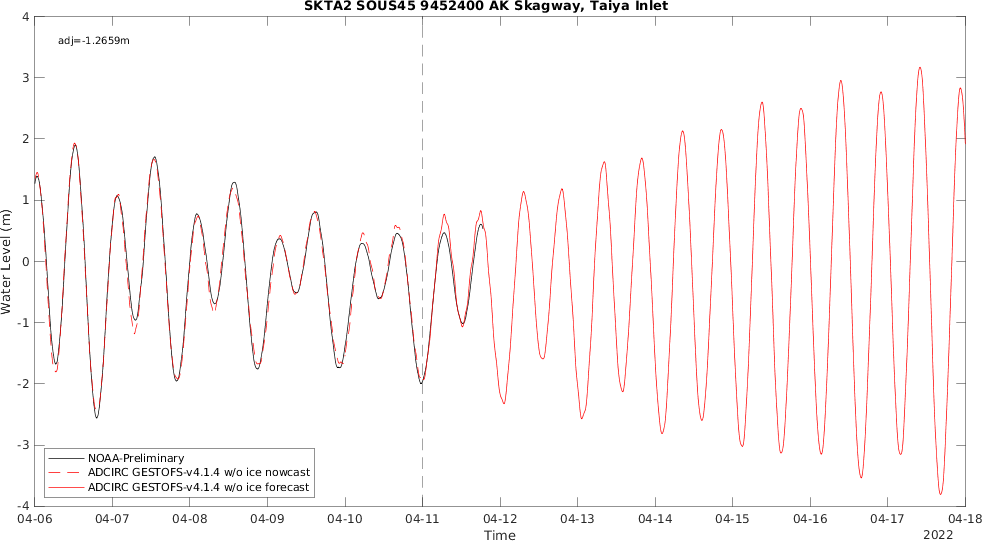 SKTA2 SOUS45 9452400 AK Skagway, Taiya Inlet
adj=-1.2659m
4
3
2
1
0
-1
-2
-3
-4
Water Level (m)
NOAA-Preliminary
ADCIRC GESTOFS-v4.1.4 w/o ice nowcast
ADCIRC GESTOFS-v4.1.4 w/o ice forecast
04-06 04-07 04-08 04-09 04-10 04-11 04-12 04-13 04-14 04-15 04-16 04-17 04-18
Time
2022